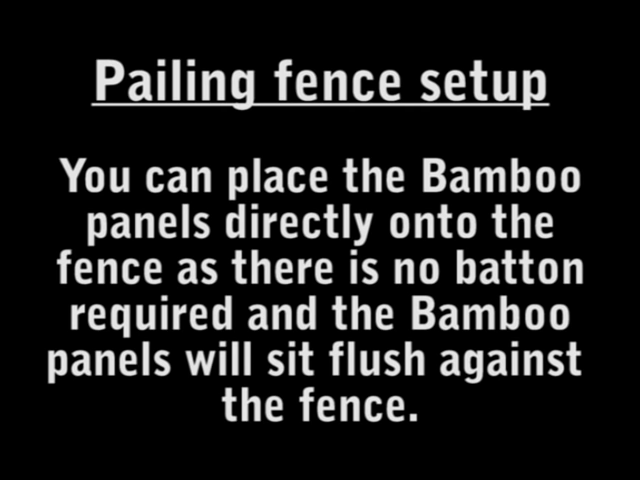 Pailing fence setup
You can place the Bamboo
panels directly onto the
fence as there is no batton
required and the Bamboo
panels will sit flush against
the fence.